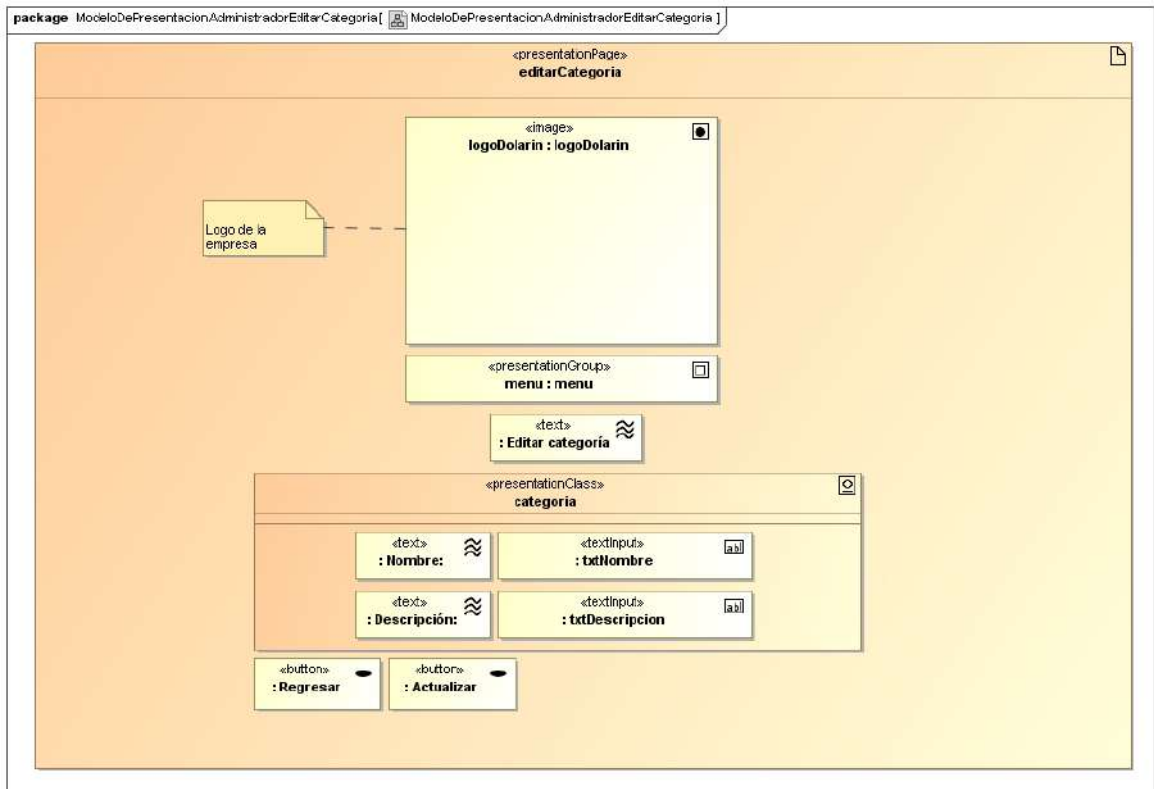 package ModeloDePresentacionAdministradorEditarCategoria[ ModeloDePresentacionAdministradorEditarCategoria ]
«presentationPage»
editarCategoria
«image»
logoDolarin : logoDolarin
Logo de la
empresa
«presentationGroup»
menu : menu
«text»
: Editar categoría
«presentationClass»
categoria
«text»
: Nombre:
«textInput»
: txtNombre
«text»
: Descripción:
«textInput»
: txtDescripcion
«button»
: Regresar
«button»
: Actualizar